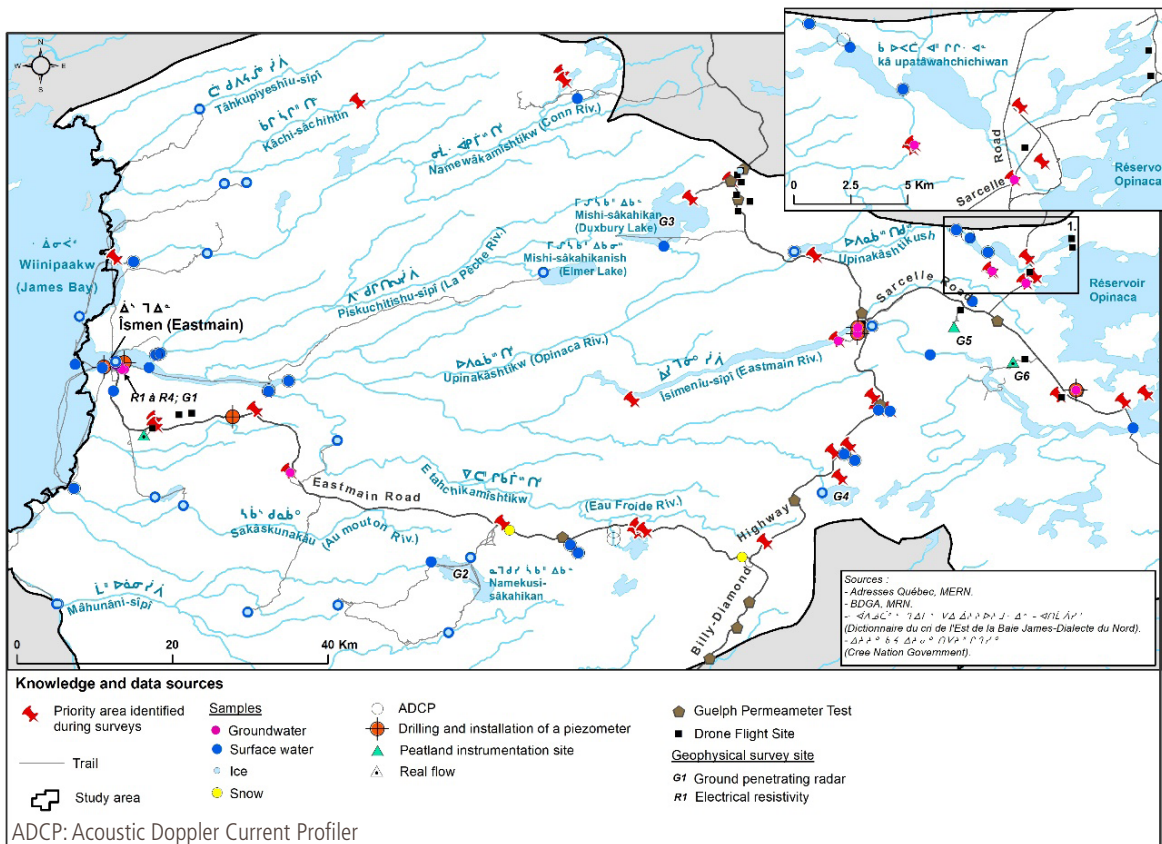 N
E
S
ᑳᒋ ᓵᒌᐦᑎᓐ
Tâhkupiyeshîu-sîpî
Kâchi-sâchihtin
Namewâkamishtikw (Conn Riv.)
Mishi-sâkahikan
(Duxbury Lake)
G3
Mishi-sâkahikanish
(Elmer Lake)
Wiinipaakw
(James Bay)
Piskuchitishu-sîpî (La Pêche Riv.)
Upinakâshtikush
kâ upatâwahchichiwan
Sarcelle Road
Réservoir
Opinaca
0 2.5 5 Km
1.
Sarcelle Road
Réservoir
Opinaca
Îsmen (Eastmain)
Upinakâshtikw (Opinaca Riv.)
Îsimenîu-sîpî (Eastmain Riv.)
G5
G6
R1 à R4; G1
Eastmain Road
Etahchikamishtikw
(Eau Froide Riv.)
G4
Sakâskunakâu (Au mouton Riv.)
G2
Namekusi-
sâkahikan
Billy-Diamond Highway
Mâhunâni-sîpî
0 20 40 Km
Sources :
- Adresses Québec, MERN.
- BDGA, MRN.
(Dictionnaire du cri de l'Est de la Baie James-Dialecte du Nord).
(Cree Nation Government).
Knowledge and data sources
Priority area identified
during surveys
Trail
Study area
Samples
Groundwater
Surface water
Ice
Snow
ADCP
Drilling and installation of a piezometer
Peatland instrumentation site
Real flow
Guelph Permeameter Test
Drone Flight Site
Geophysical survey site
G1 Ground penetrating radar
R1 Electrical resistivity
ADCP: Acoustic Doppler Current Profiler